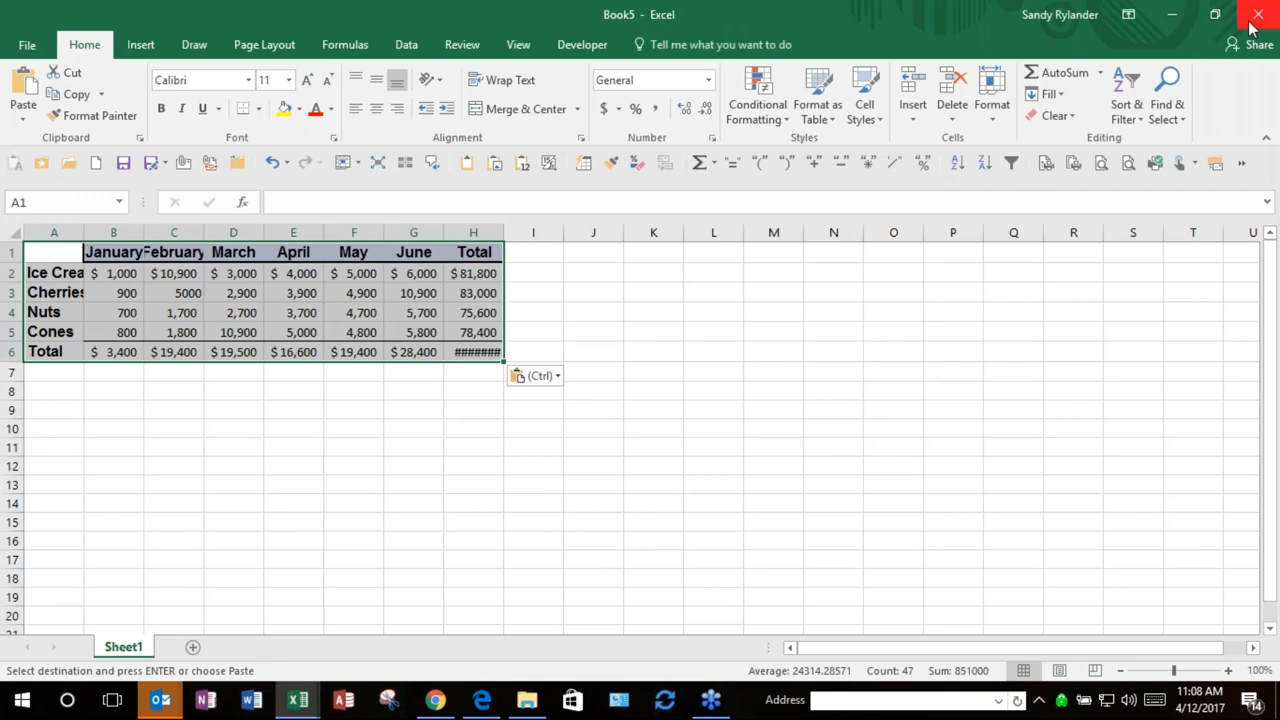 Book5 - Excel
Sandy Rylander
File Home Insert Draw Page Layout Formulas Data Review View Developer Tell me what you want to do Share
Paste
Cut
Copy
Format Painter
Clipboard
Calibri 11
B I U
Font
Wrap Text
Merge & Center
Alignment
General
$ % ,
Number
Conditional Formatting
Format as Table
Cell Styles
Styles
Insert Delete Format
Cells
AutoSum
Fill
Clear
Sort & Filter
Find & Select
Editing
A1 fx
A B C D E F G H I J K L M N O P Q R S T U
1 January February March April May June Total
2 Ice Crea $ 1,000 $ 10,900 $ 3,000 $ 4,000 $ 5,000 $ 6,000 $ 81,800
3 Cherries 900 5000 2,900 3,900 4,900 10,900 83,000
4 Nuts 700 1,700 2,700 3,700 4,700 5,700 75,600
5 Cones 800 1,800 10,900 5,000 4,800 5,800 78,400
6 Total $ 3,400 $ 19,400 $ 19,500 $ 16,600 $ 19,400 $ 28,400 #######
7
(Ctrl)
8
9
10
11
12
13
14
15
16
17
18
19
20
21
Sheet1
Select destination and press ENTER or choose Paste
Average: 24314.28571 Count: 47 Sum: 851000
100%
Address
11:08 AM
4/12/2017
14